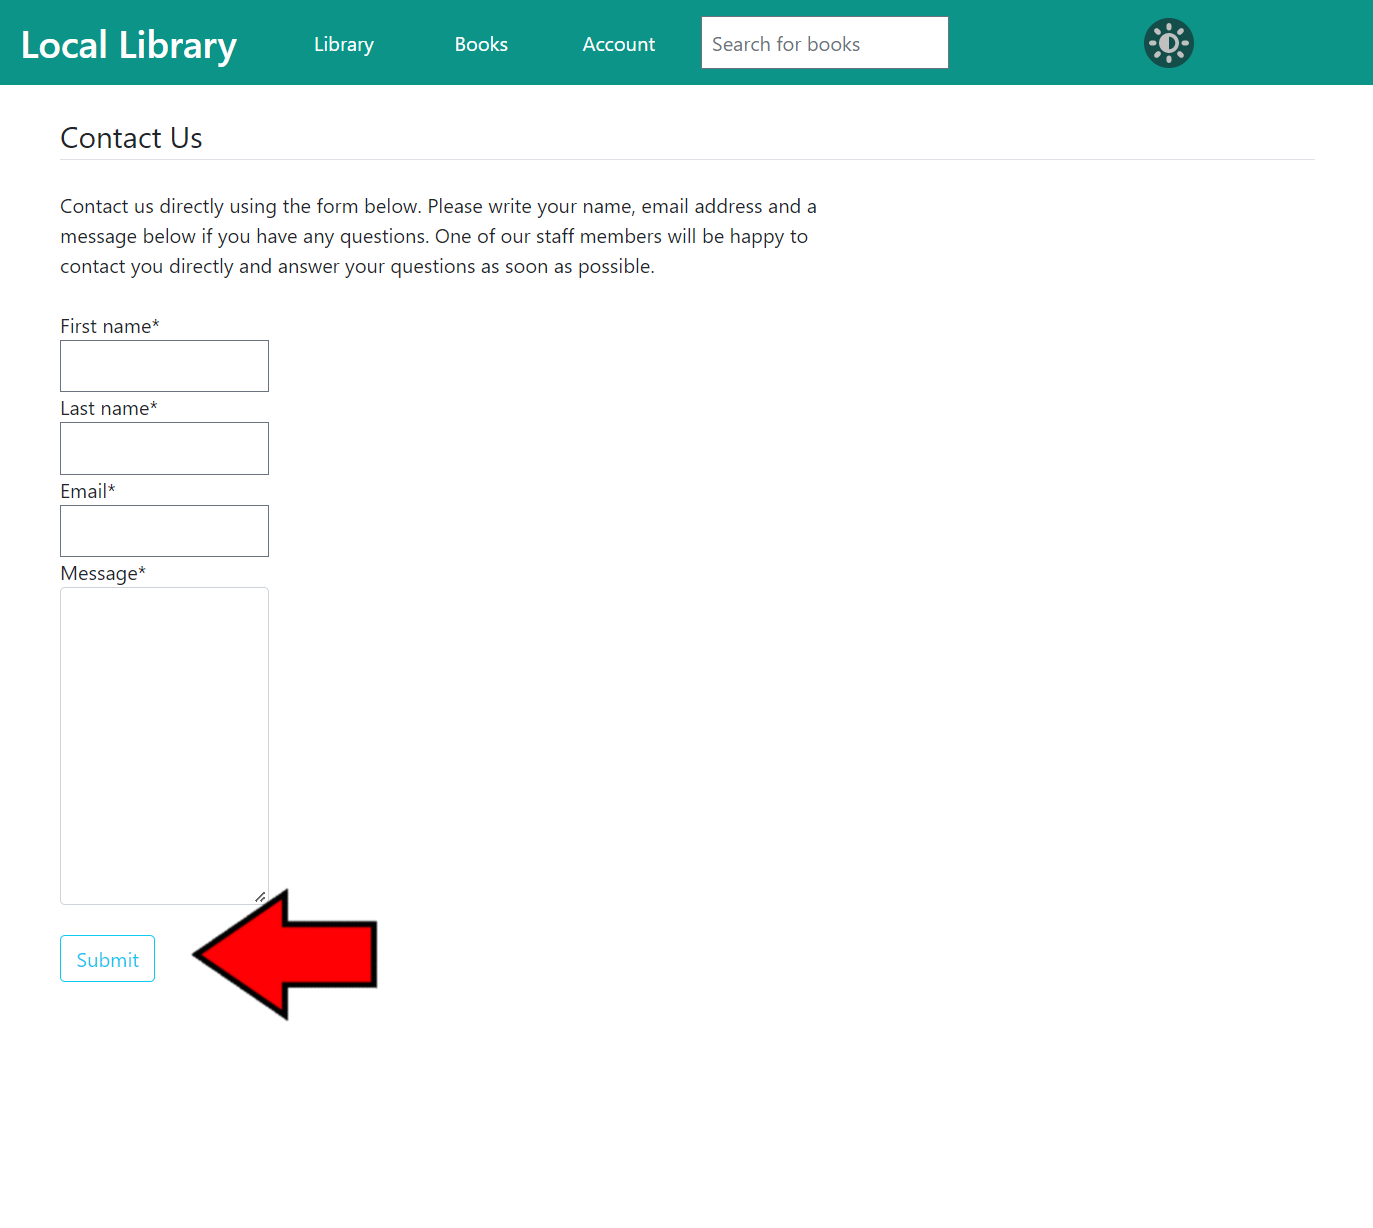 Local Library
Library
Books
Account
Search for books
Contact Us
Contact us directly using the form below. Please write your name, email address and a
message below if you have any questions. One of our staff members will be happy to
contact you directly and answer your questions as soon as possible.
First name*
Last name*
Email*
Message*
Submit